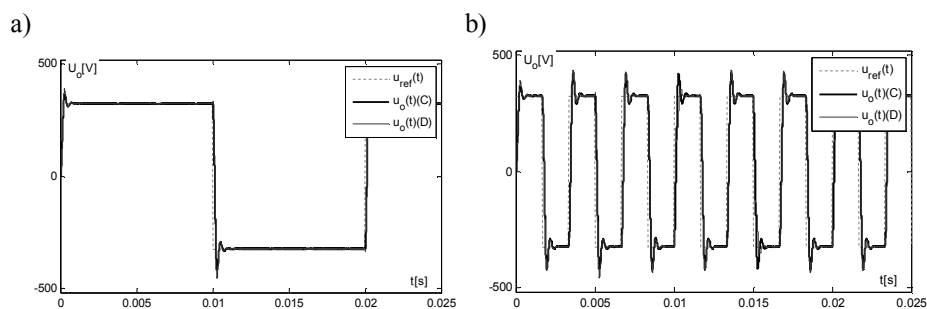 a)
b)
500
U_o[V]
u_ref(t)
u_o(t)(C)
u_o(t)(D)
0
-500
t[s]
0
0.005
0.01
0.015
0.02
0.025
500
U_o[V]
u_ref(t)
u_o(t)(C)
u_o(t)(D)
0
-500
t[s]
0
0.005
0.01
0.015
0.02
0.025